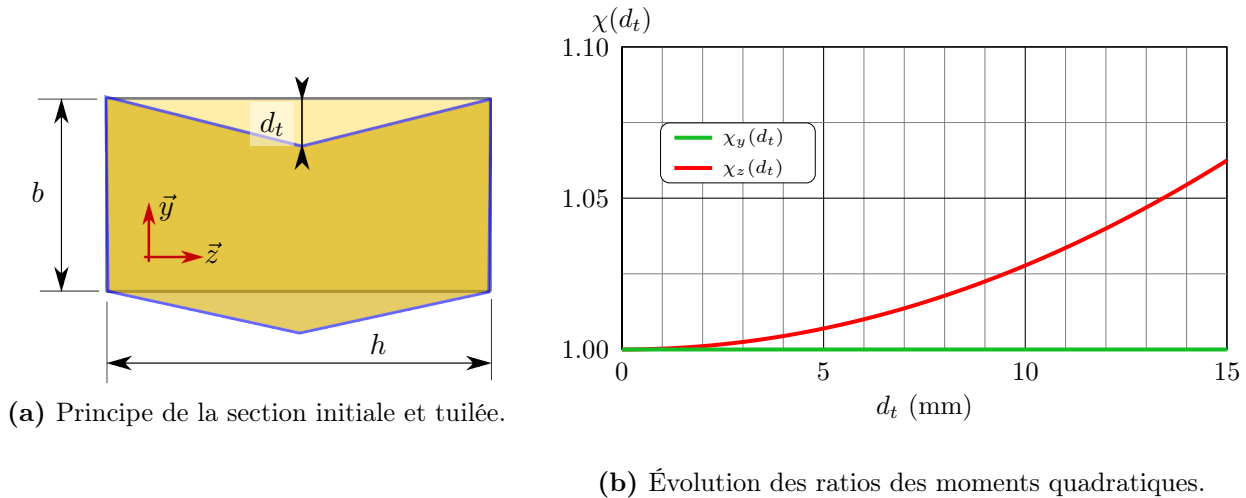 d_t
b
y⃗
z⃗
h
(a) Principe de la section initiale et tuilée.
χ(d_t)
1.10
1.05
1.00
χ_y(d_t)
χ_z(d_t)
0 5 10 15
d_t (mm)
(b) Évolution des ratios des moments quadratiques.